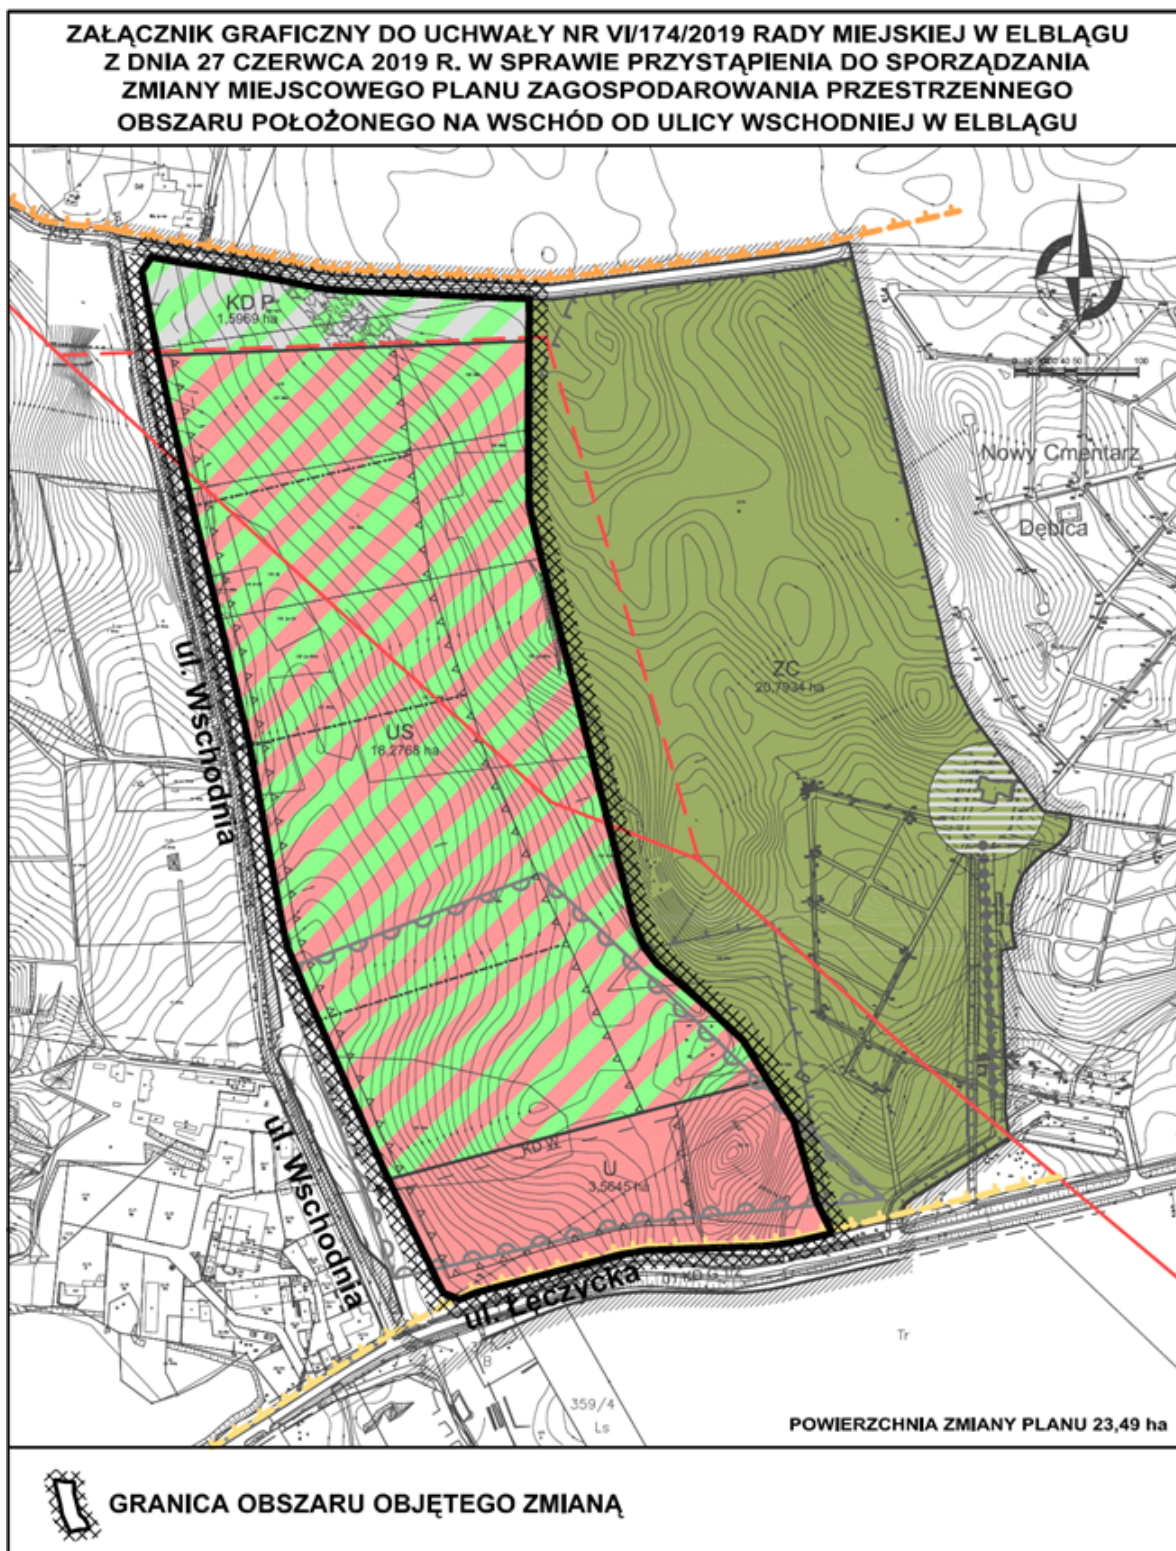 ZAŁĄCZNIK GRAFICZNY DO UCHWAŁY NR VI/174/2019 RADY MIEJSKIEJ W ELBLĄGU
Z DNIA 27 CZERWCA 2019 R. W SPRAWIE PRZYSTĄPIENIA DO SPORZĄDZANIA
ZMIANY MIEJSCOWEGO PLANU ZAGOSPODAROWANIA PRZESTRZENNEGO
OBSZARU POŁOŻONEGO NA WSCHÓD OD ULICY WSCHODNIEJ W ELBLĄGU
KD P
1,5969 ha
100
Nowy Cmentarz
Dębica
ZC
20,7934 ha
US
18,2768 ha
ul. Wschodnia
ul. Wschodnia
KD W
U
3,5645 ha
ul. Łęczycka
Tr
B
359/4
Ls
POWIERZCHNIA ZMIANY PLANU 23,49 ha
GRANICA OBSZARU OBJĘTEGO ZMIANĄ